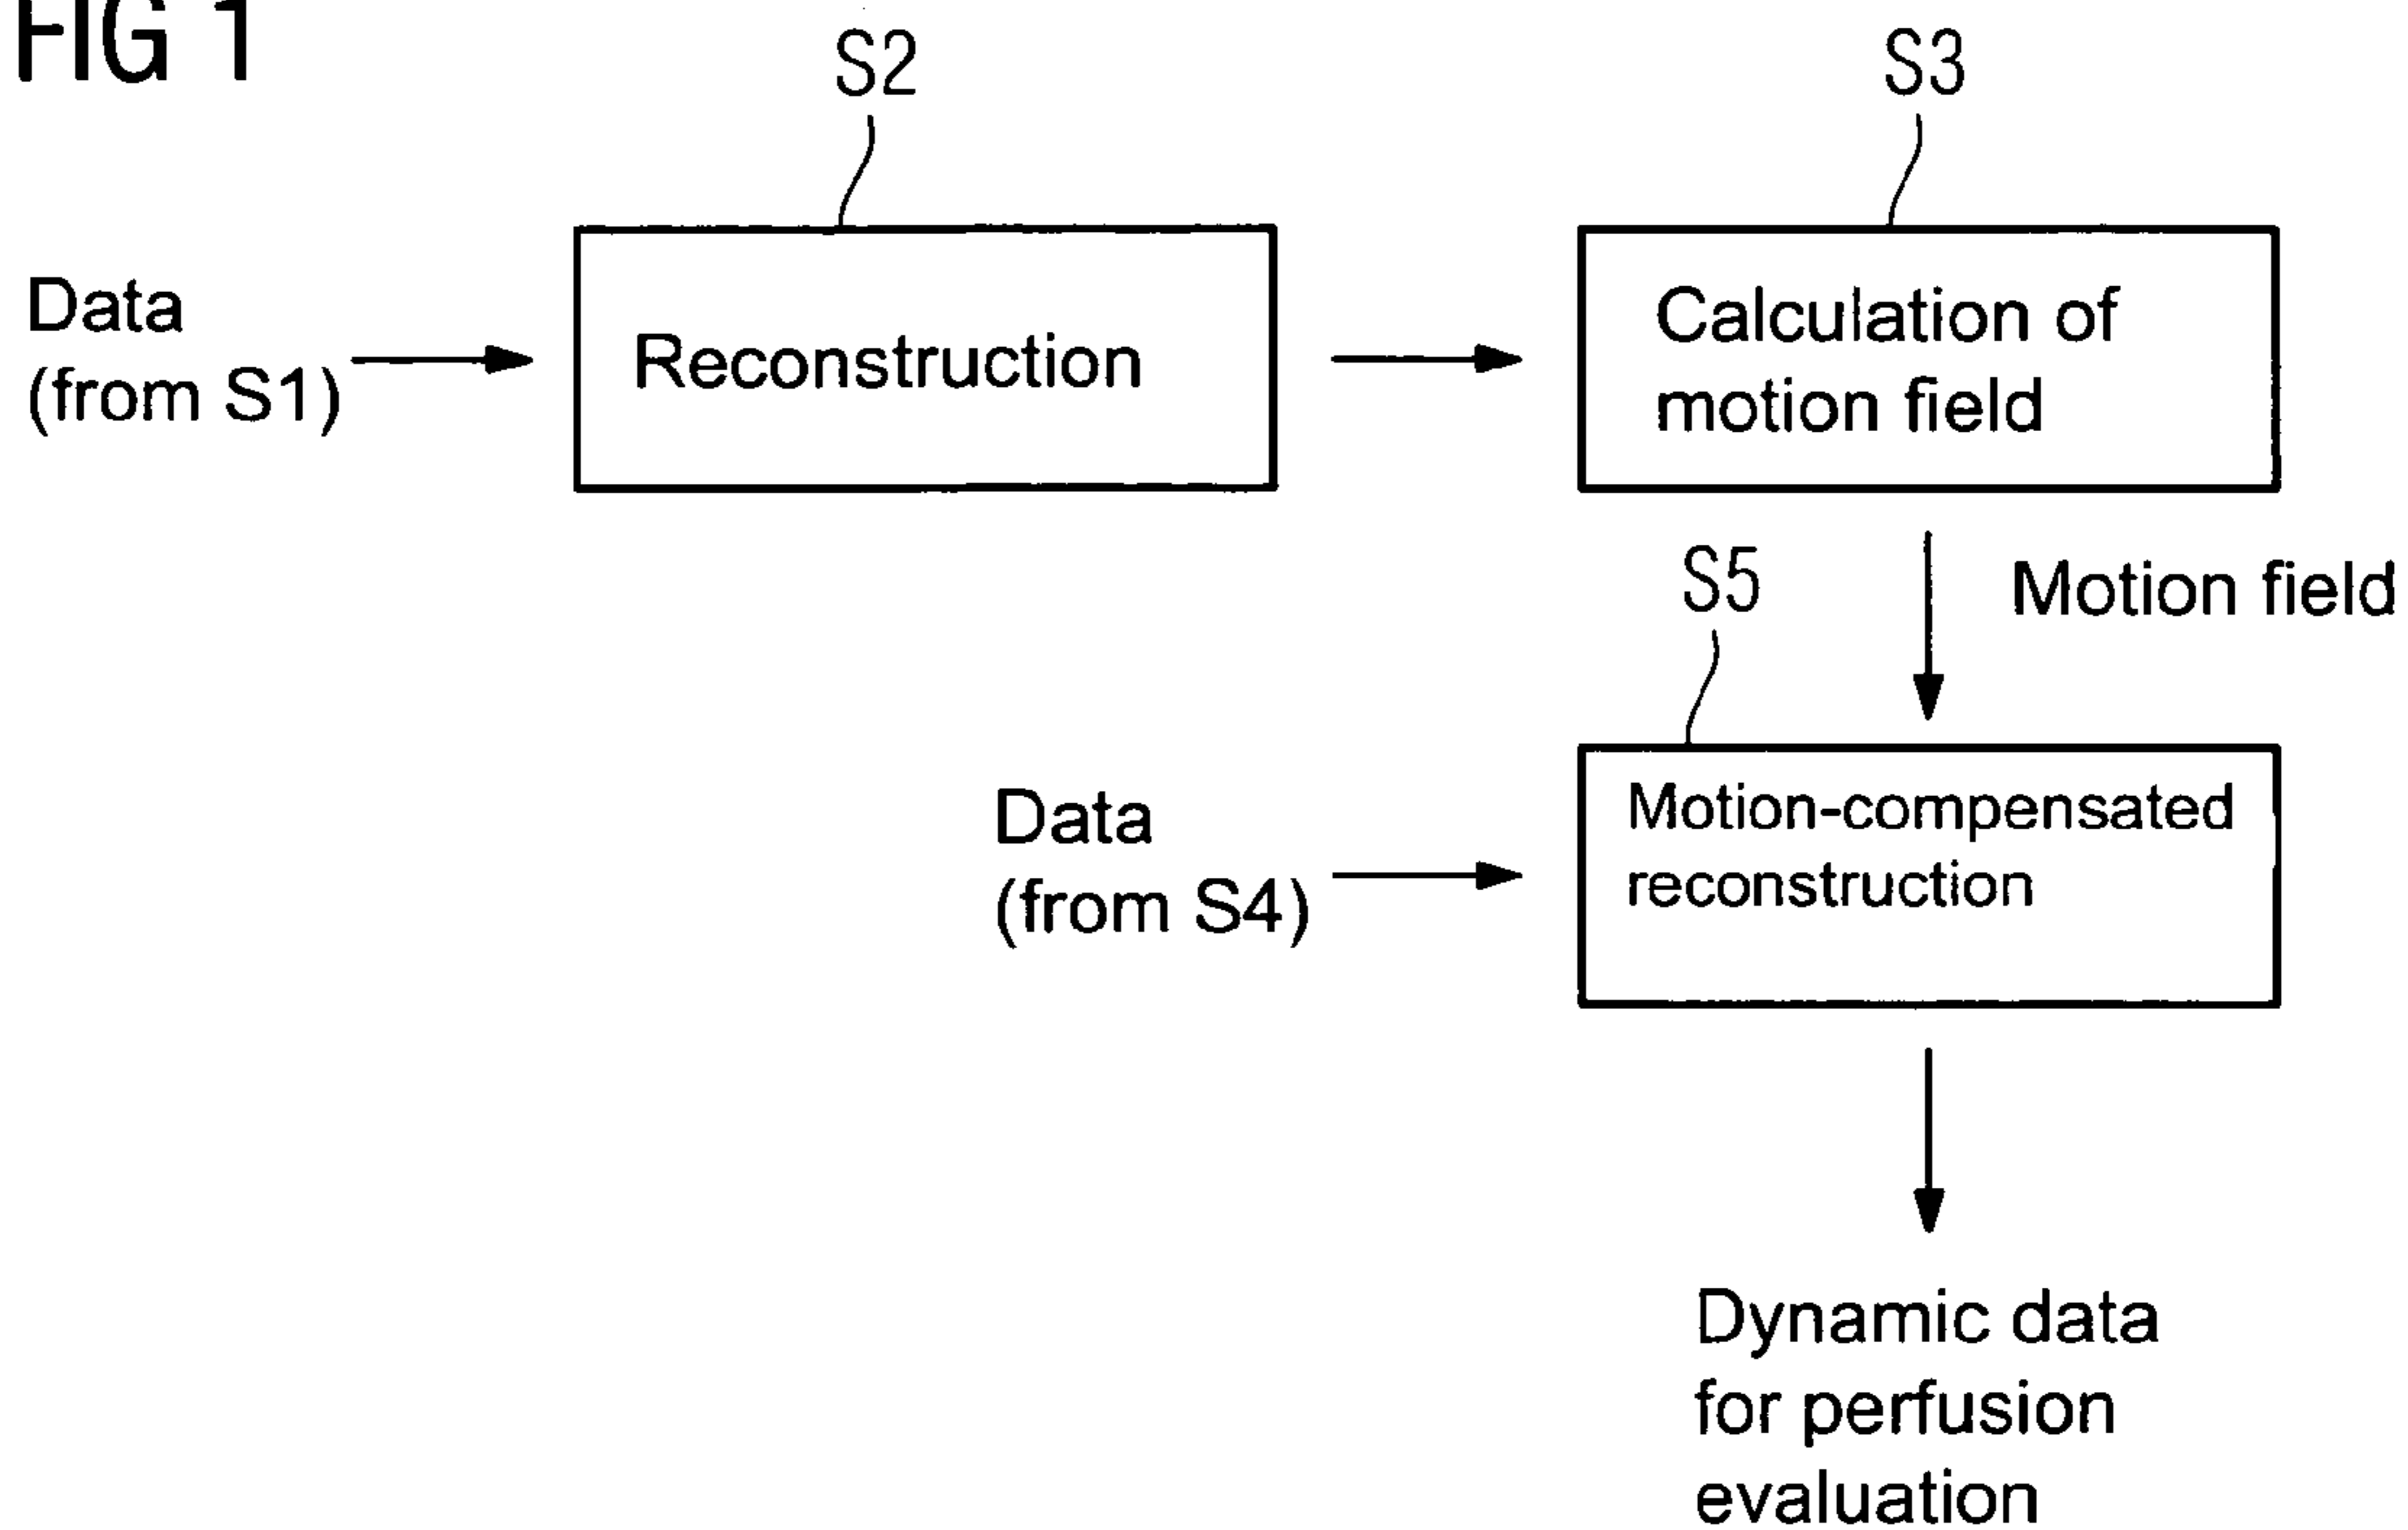 FIG 1
S2
S3
Data
(from S1)
Reconstruction
Calculation of
motion field
S5
Motion field
Data
(from S4)
Motion-compensated
reconstruction
Dynamic data
for perfusion
evaluation